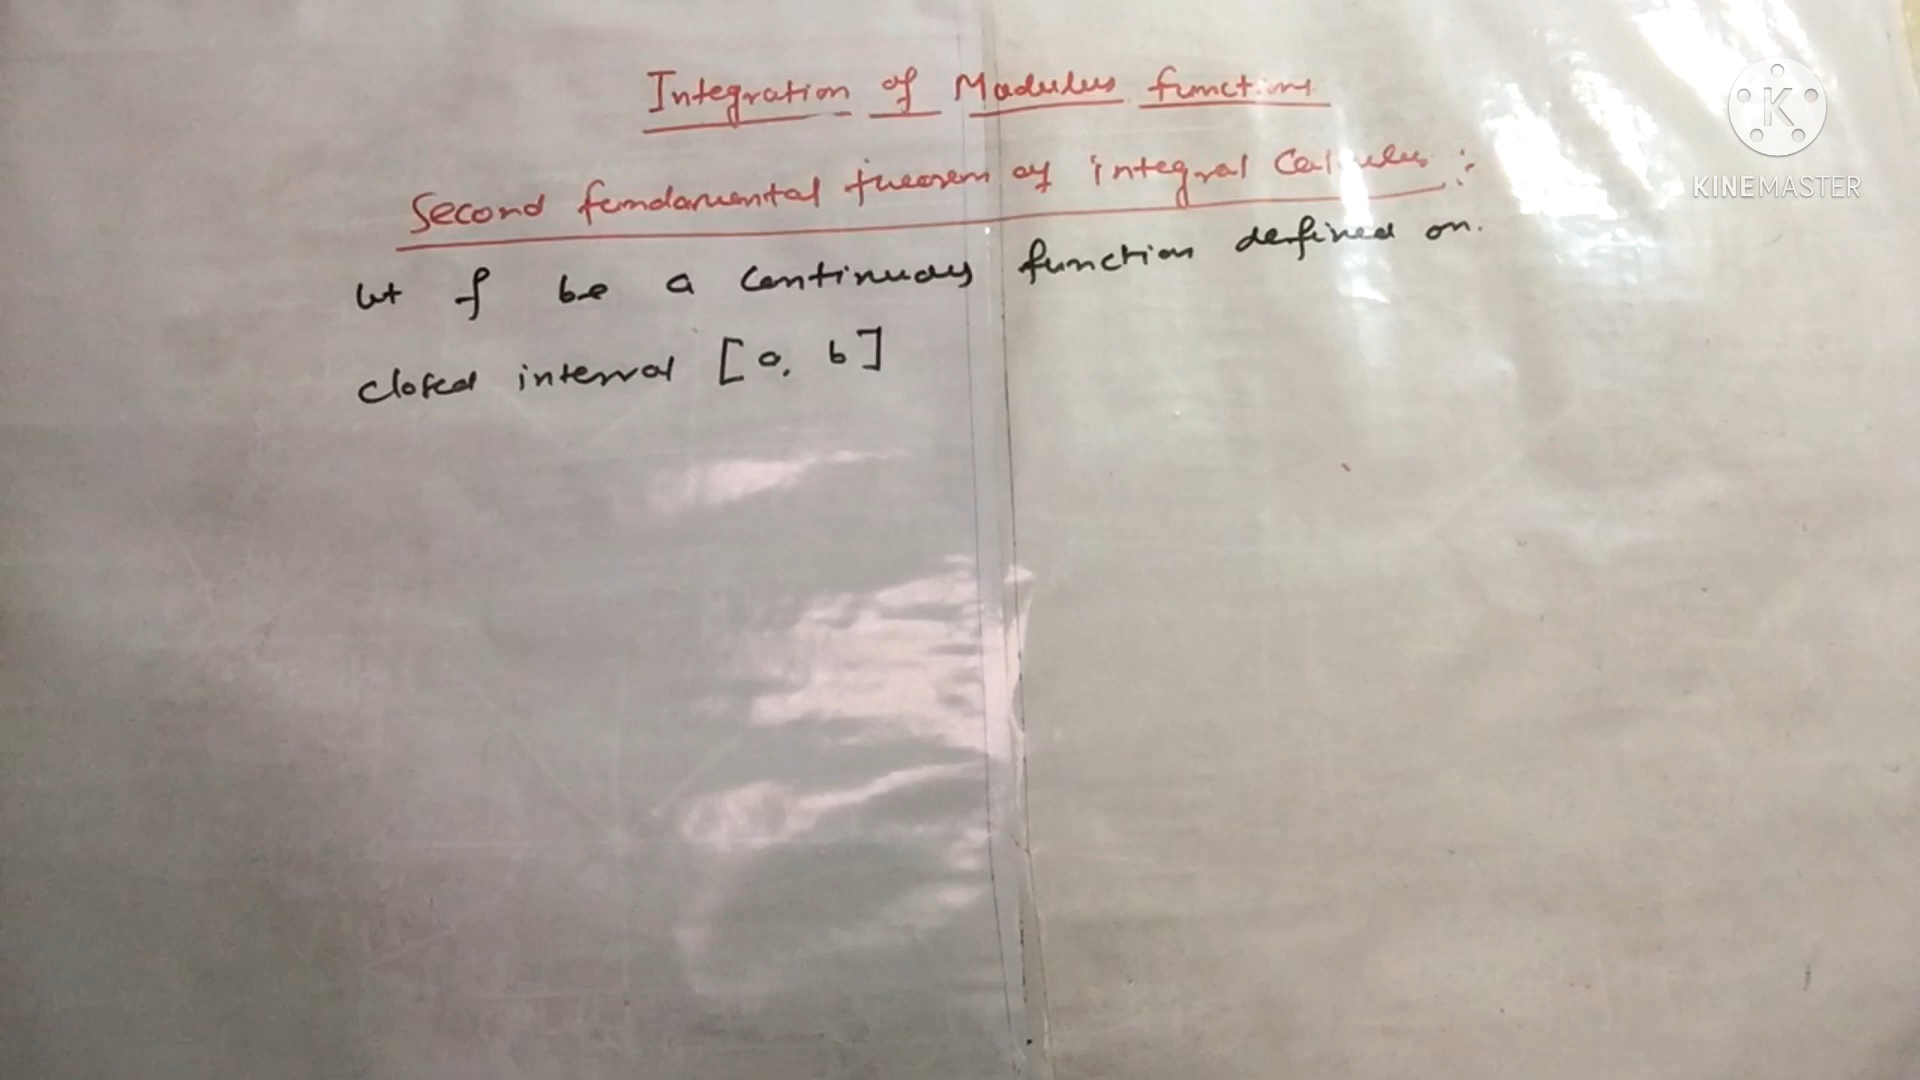 Integration of Modulus functions
Second fundamental theorem of integral Calculus :-
let f be a continuous function defined on
closed interval [a, b]
KINEMASTER